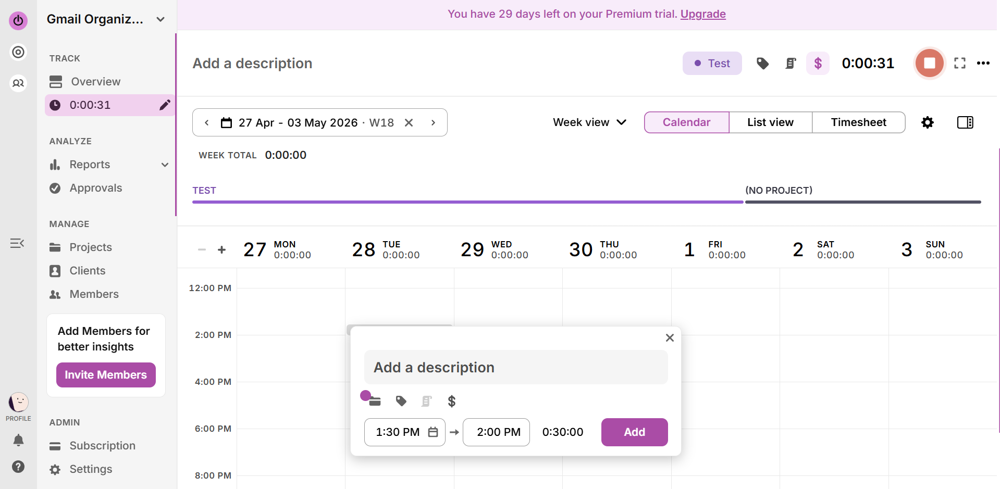 You have 29 days left on your Premium trial. Upgrade
Gmail Organiz...
TRACK
Overview
0:00:31
ANALYZE
Reports
Approvals
MANAGE
Projects
Clients
Members
Add Members for
better insights
Invite Members
PROFILE
ADMIN
Subscription
Settings
Add a description
Test
$
0:00:31
27 Apr - 03 May 2026 · W18
Week view
Calendar
List view
Timesheet
WEEK TOTAL 0:00:00
TEST
(NO PROJECT)
27 MON 0:00:00
28 TUE 0:00:00
29 WED 0:00:00
30 THU 0:00:00
1 FRI 0:00:00
2 SAT 0:00:00
3 SUN 0:00:00
12:00 PM
2:00 PM
4:00 PM
6:00 PM
8:00 PM
Add a description
$
1:30 PM → 2:00 PM 0:30:00 Add